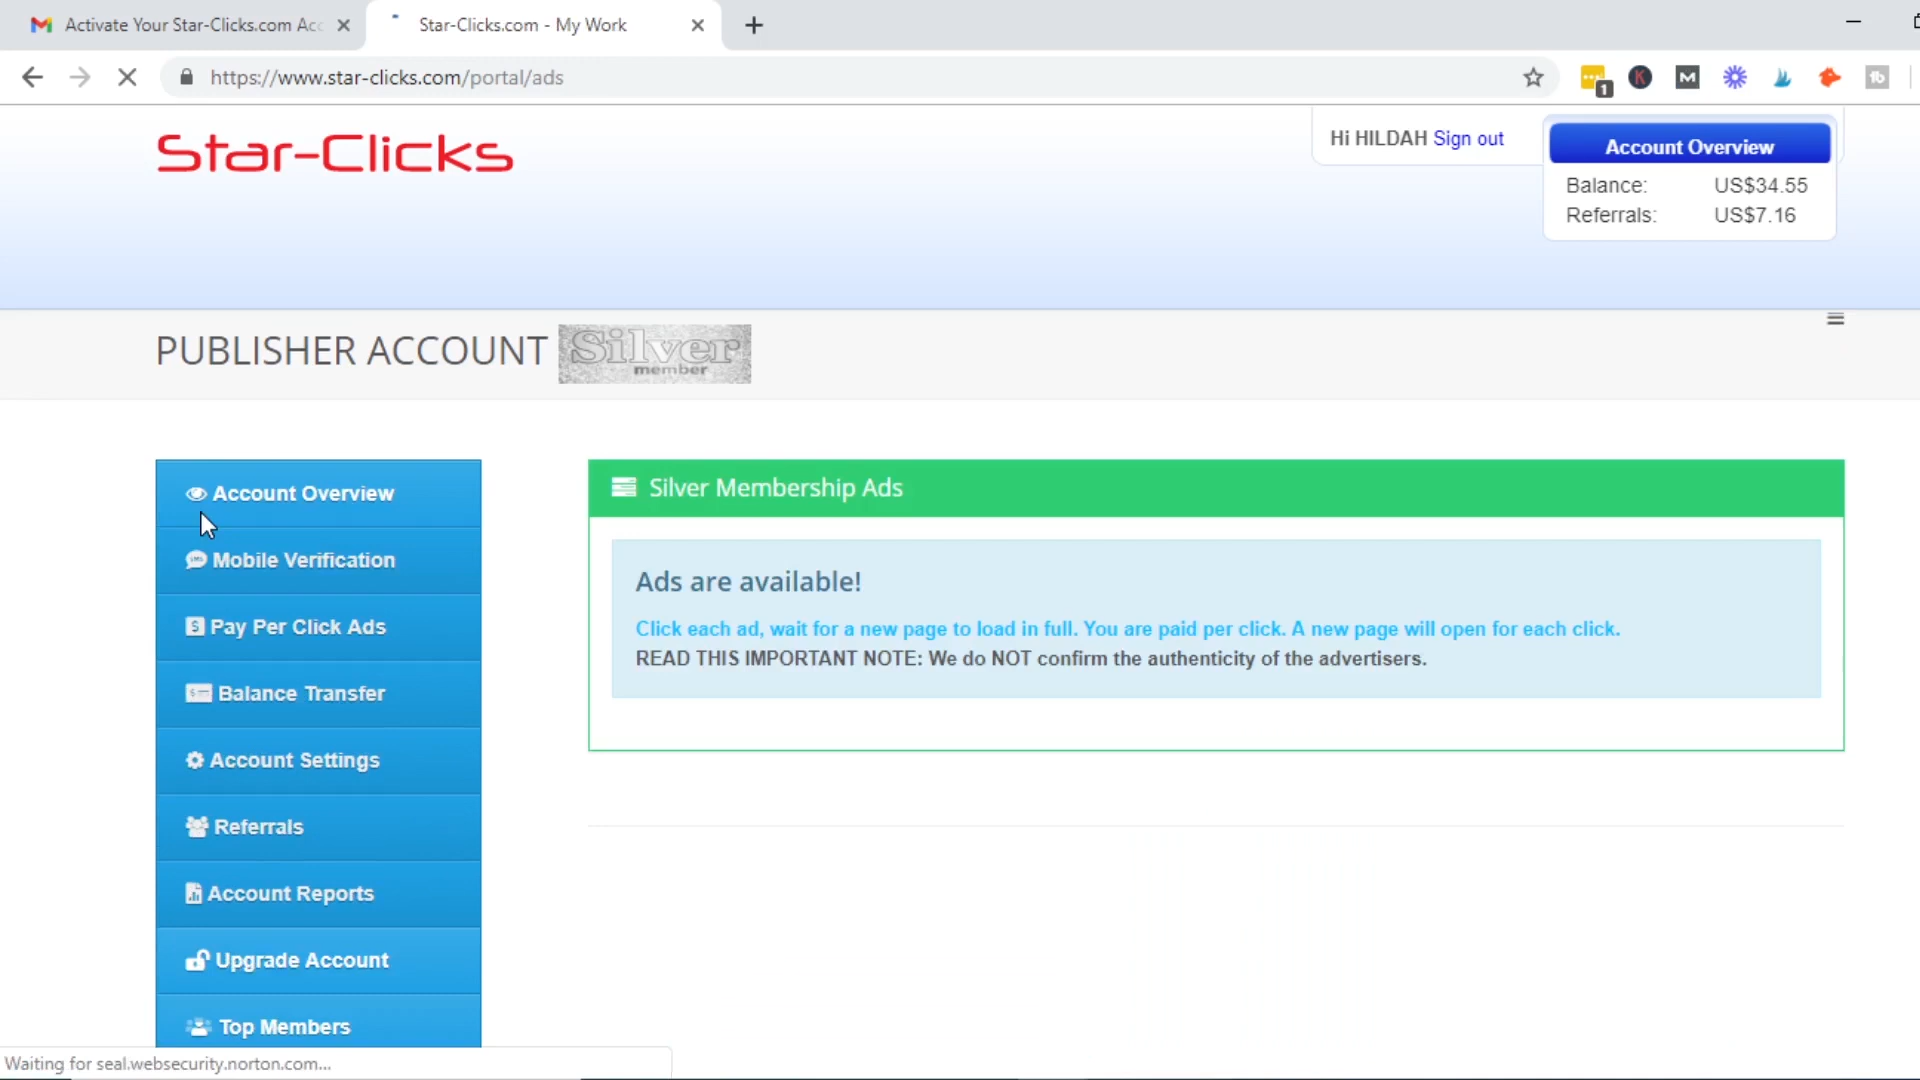 Activate Your Star-Clicks.com Acc
Star-Clicks.com - My Work
https://www.star-clicks.com/portal/ads
1
K
M
tb
Star-Clicks
Hi HILDAH Sign out
Account Overview
Balance: US$34.55
Referrals: US$7.16
PUBLISHER ACCOUNT
Silver
member
Account Overview
Mobile Verification
Pay Per Click Ads
Balance Transfer
Account Settings
Referrals
Account Reports
Upgrade Account
Top Members
Silver Membership Ads
Ads are available!
Click each ad, wait for a new page to load in full. You are paid per click. A new page will open for each click.
READ THIS IMPORTANT NOTE: We do NOT confirm the authenticity of the advertisers.
Waiting for seal.websecurity.norton.com...